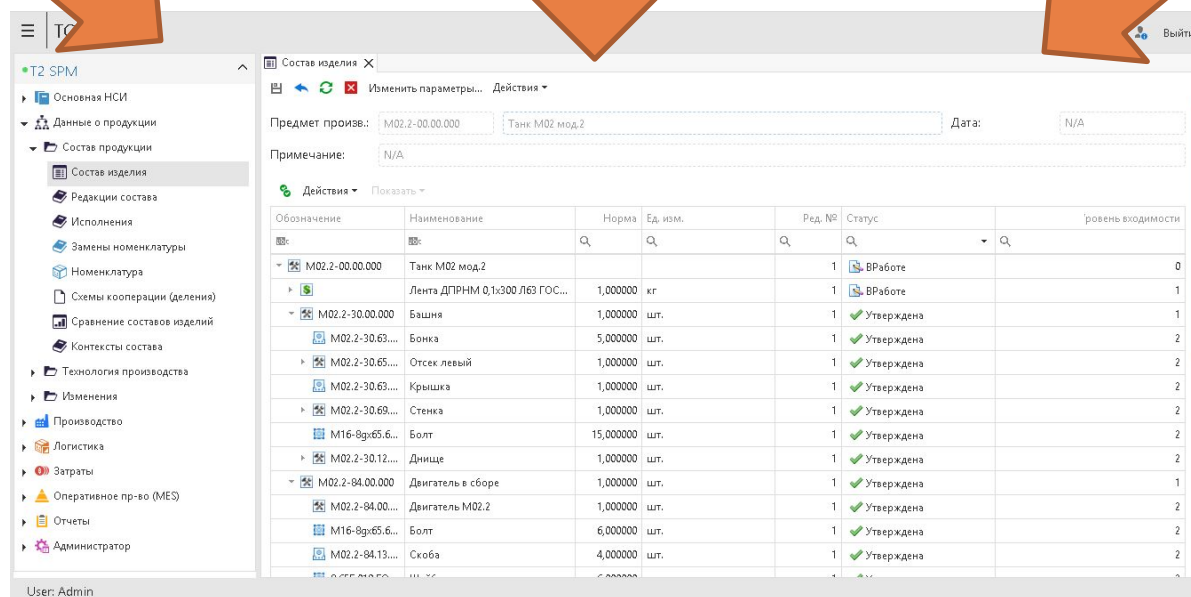 Выйти
T2 SPM
Состав изделия
Основная НСИ
Изменить параметры... Действия
Данные о продукции
Предмет произв.: М02.2-00.00.000 Танк М02 мод.2 Дата: N/A
Состав продукции
Примечание: N/A
Состав изделия
Действия Показать
Редакции состава
Исполнения
Замены номенклатуры
Номенклатура
Схемы кооперации (деления)
Сравнение составов изделий
Контексты состава
Технология производства
Изменения
Производство
Логистика
Затраты
Оперативное пр-во (MES)
Отчеты
Администратор
Обозначение Наименование Норма Ед. изм. Ред. № Статус ровень входимости
М02.2-00.00.000 Танк М02 мод.2 1 ВРаботе 0
Лента ДПРНМ 0,1х300 Л63 ГОС... 1,000000 кг 1 ВРаботе 1
М02.2-30.00.000 Башня 1,000000 шт. 1 Утверждена 1
М02.2-30.63.... Бонка 5,000000 шт. 1 Утверждена 2
М02.2-30.65.... Отсек левый 1,000000 шт. 1 Утверждена 2
М02.2-30.63.... Крышка 1,000000 шт. 1 Утверждена 2
М02.2-30.69.... Стенка 1,000000 шт. 1 Утверждена 2
М16-8gх65.6... Болт 15,000000 шт. 1 Утверждена 2
М02.2-30.12.... Днище 1,000000 шт. 1 Утверждена 2
М02.2-84.00.000 Двигатель в сборе 1,000000 шт. 1 Утверждена 1
М02.2-84.00.... Двигатель М02.2 1,000000 шт. 1 Утверждена 2
М16-8gх65.6... Болт 6,000000 шт. 1 Утверждена 2
М02.2-84.13.... Скоба 4,000000 шт. 1 Утверждена 2
User: Admin